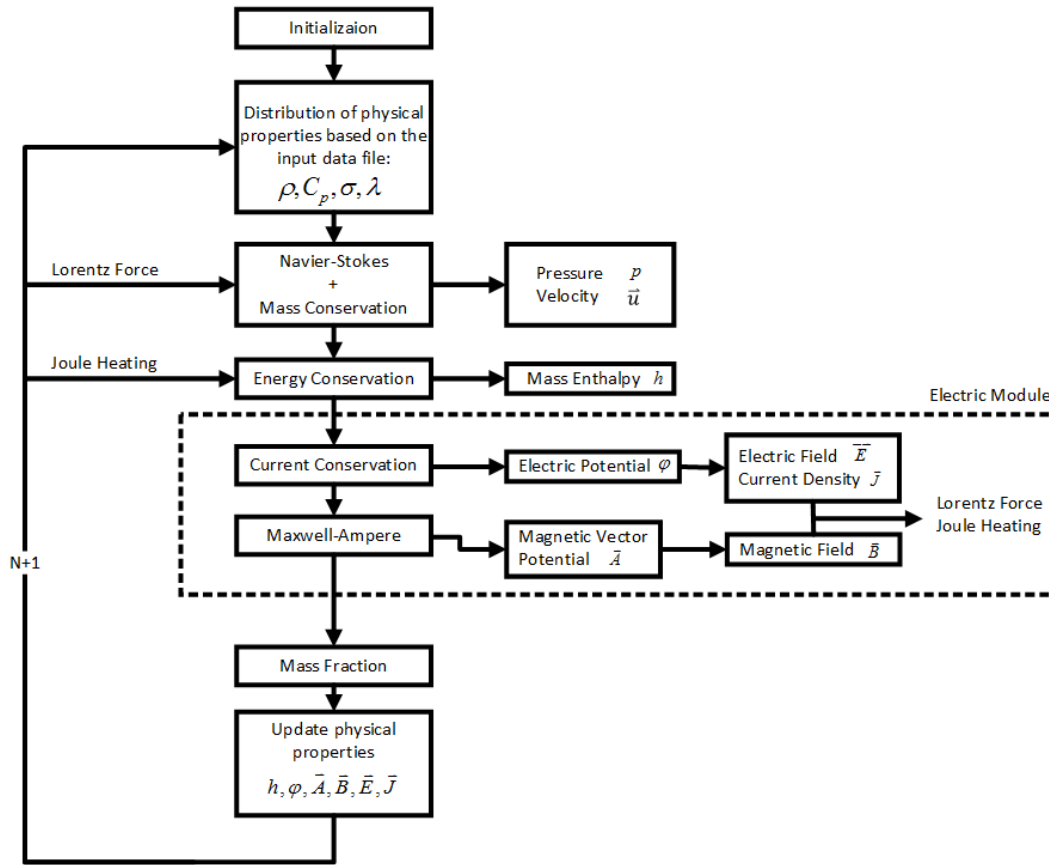 Initializaion
Distribution of physical
properties based on the
input data file:
ρ, C_p, σ, λ
Lorentz Force
Navier-Stokes
+
Mass Conservation
Pressure p
Velocity u⃗
Joule Heating
Energy Conservation
Mass Enthalpy h
Electric Module
Current Conservation
Electric Potential φ
Electric Field E̅̅
Current Density J̄
Lorentz Force
Joule Heating
Maxwell-Ampere
Magnetic Vector
Potential Ā
Magnetic Field B̄
N+1
Mass Fraction
Update physical
properties
h, φ, Ā, B̄, Ē, J̄